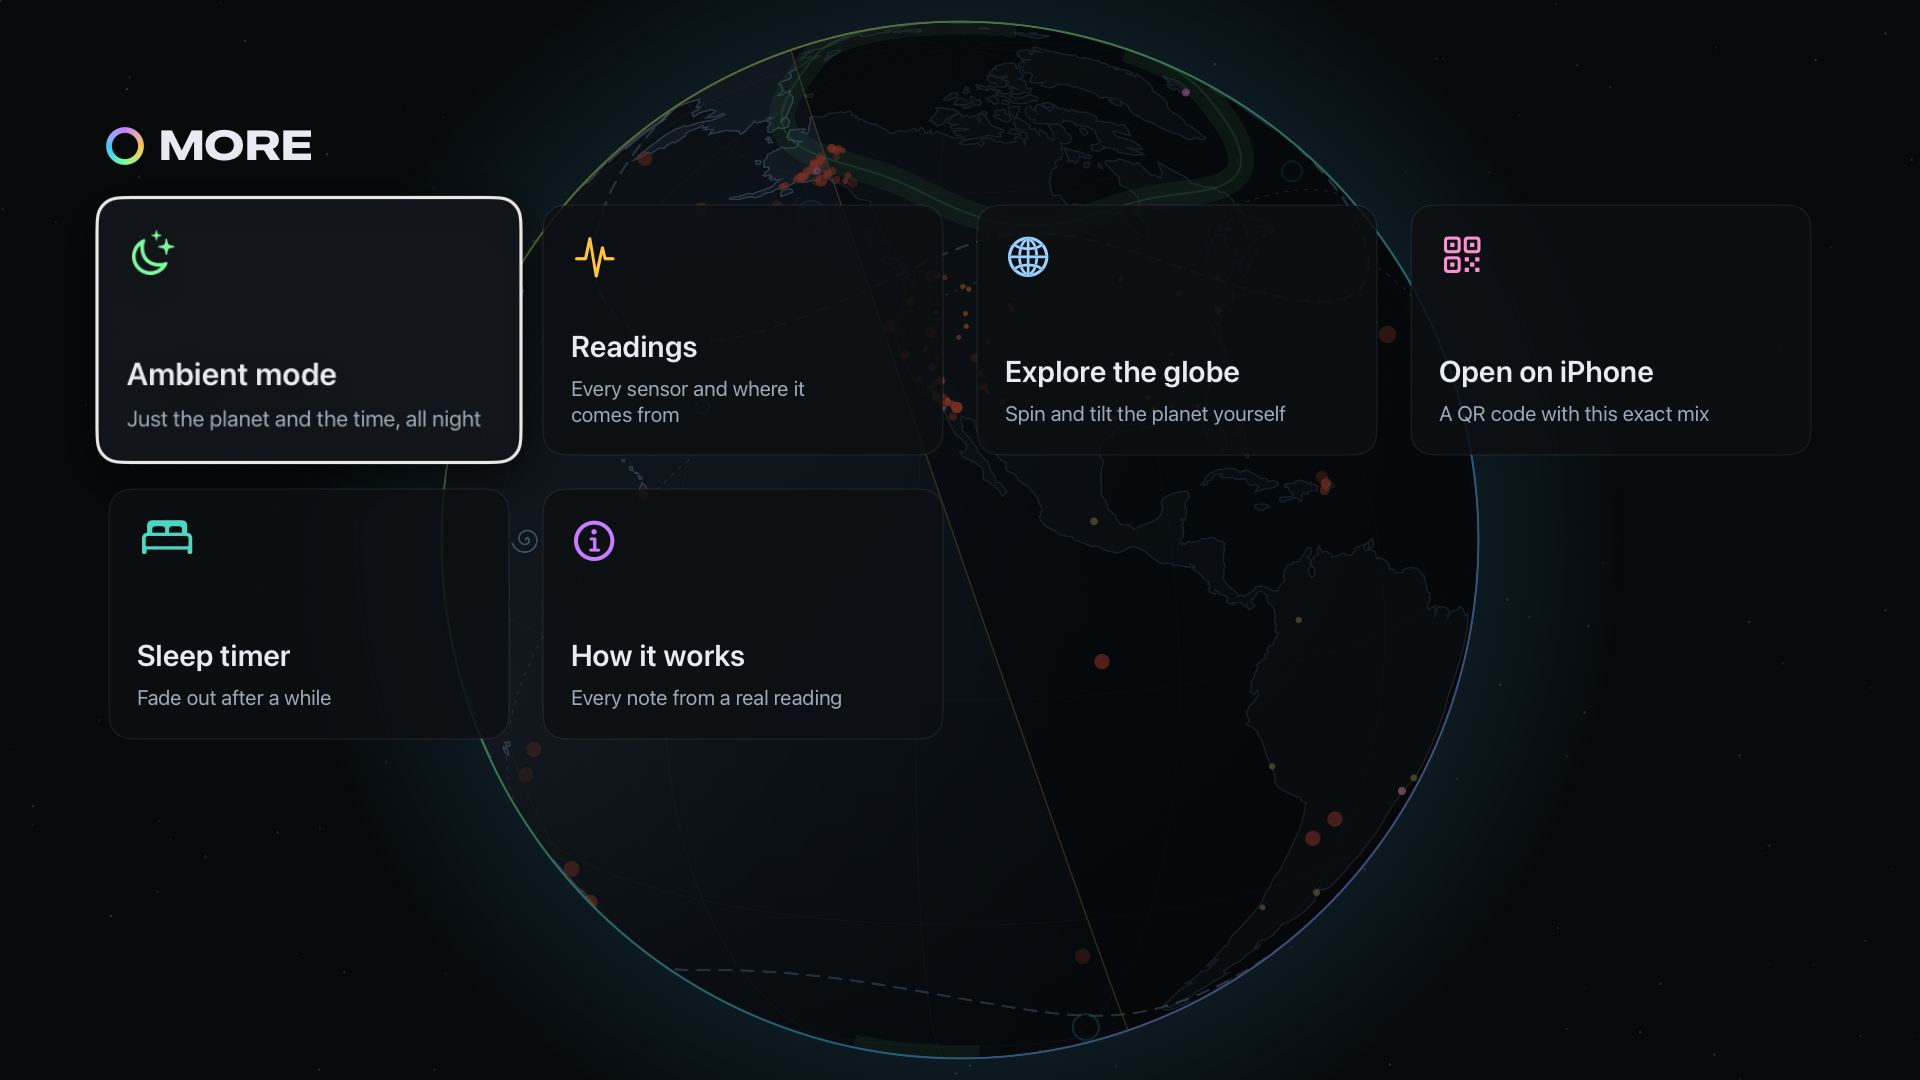 MORE
Ambient mode
Just the planet and the time, all night
Readings
Every sensor and where it
comes from
Explore the globe
Spin and tilt the planet yourself
Open on iPhone
A QR code with this exact mix
Sleep timer
Fade out after a while
How it works
Every note from a real reading